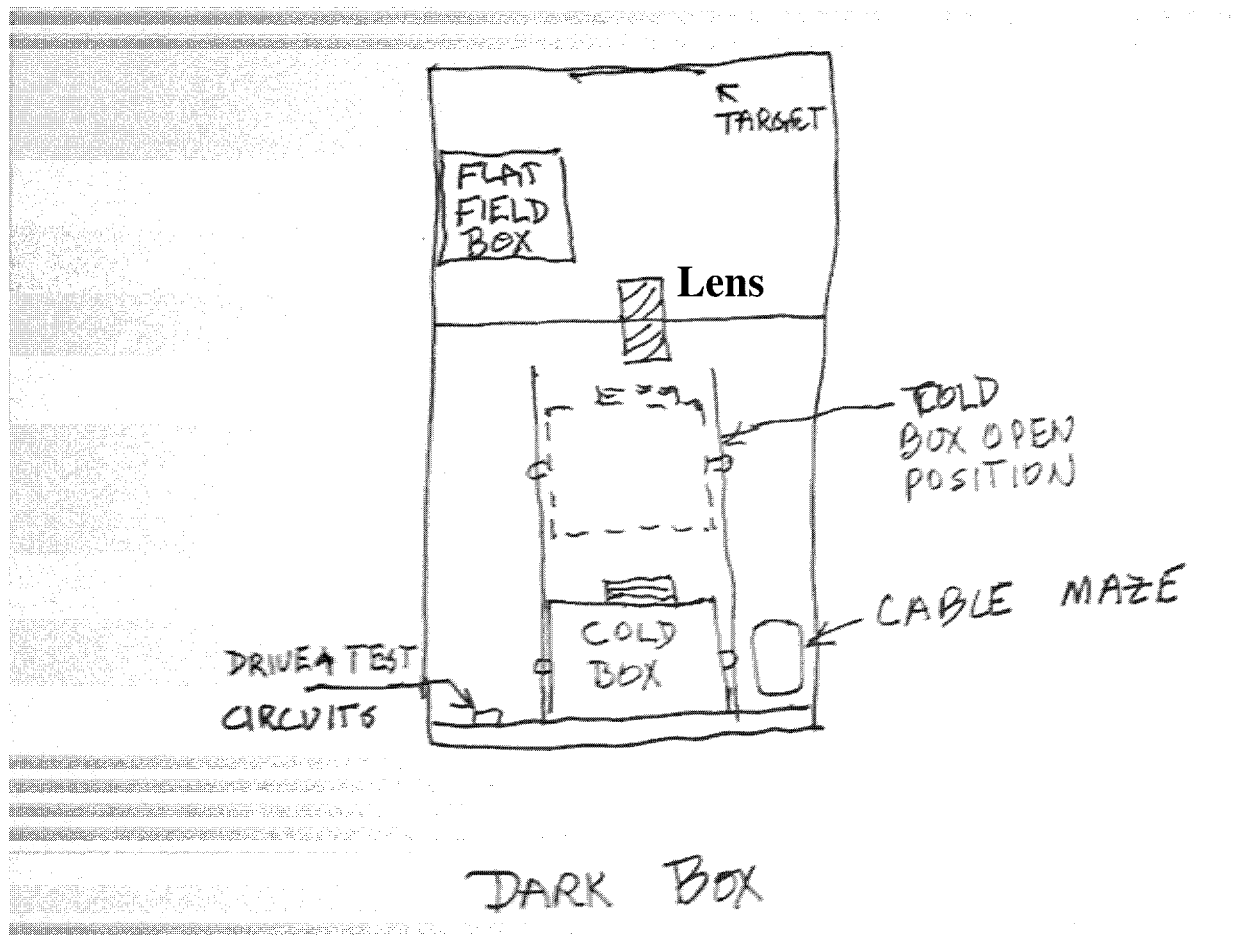 TARGET
FLAT
FIELD
BOX
Lens
COLD
BOX OPEN
POSITION
CABLE MAZE
COLD
BOX
DRIVE & TEST
CIRCUITS
DARK BOX